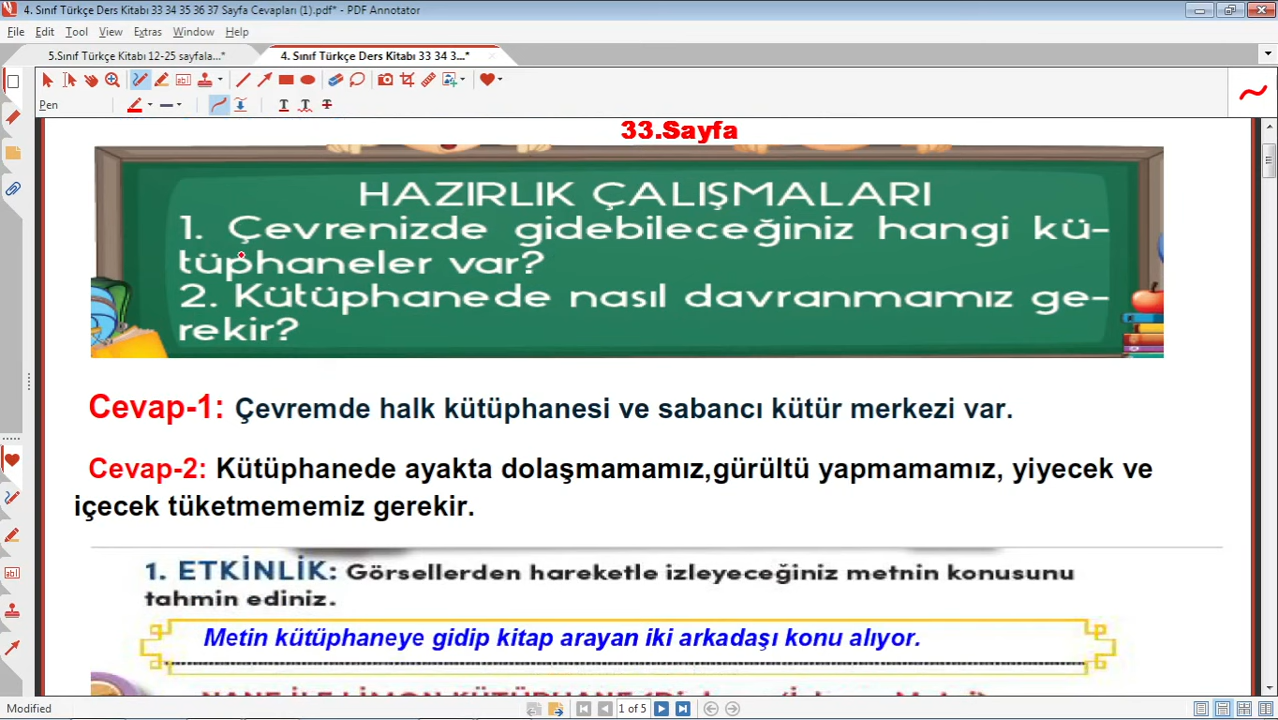 4. Sınıf Türkçe Ders Kitabı 33 34 35 36 37 Sayfa Cevapları (1).pdf* - PDF Annotator
File Edit Tool View Extras Window Help
5.Sınıf Türkçe Kitabı 12-25 sayfala...* 4. Sınıf Türkçe Ders Kitabı 33 34 3...*
Pen
33.Sayfa
HAZIRLIK ÇALIŞMALARI
1. Çevrenizde gidebileceğiniz hangi kü-
tüphaneler var?
2. Kütüphanede nasıl davranmamız ge-
rekir?
Cevap-1: Çevremde halk kütüphanesi ve sabancı kütür merkezi var.
Cevap-2: Kütüphanede ayakta dolaşmamamız,gürültü yapmamamız, yiyecek ve
içecek tüketmememiz gerekir.
1. ETKİNLİK: Görsellerden hareketle izleyeceğiniz metnin konusunu
tahmin ediniz.
Metin kütüphaneye gidip kitap arayan iki arkadaşı konu alıyor.
Modified 1 of 5